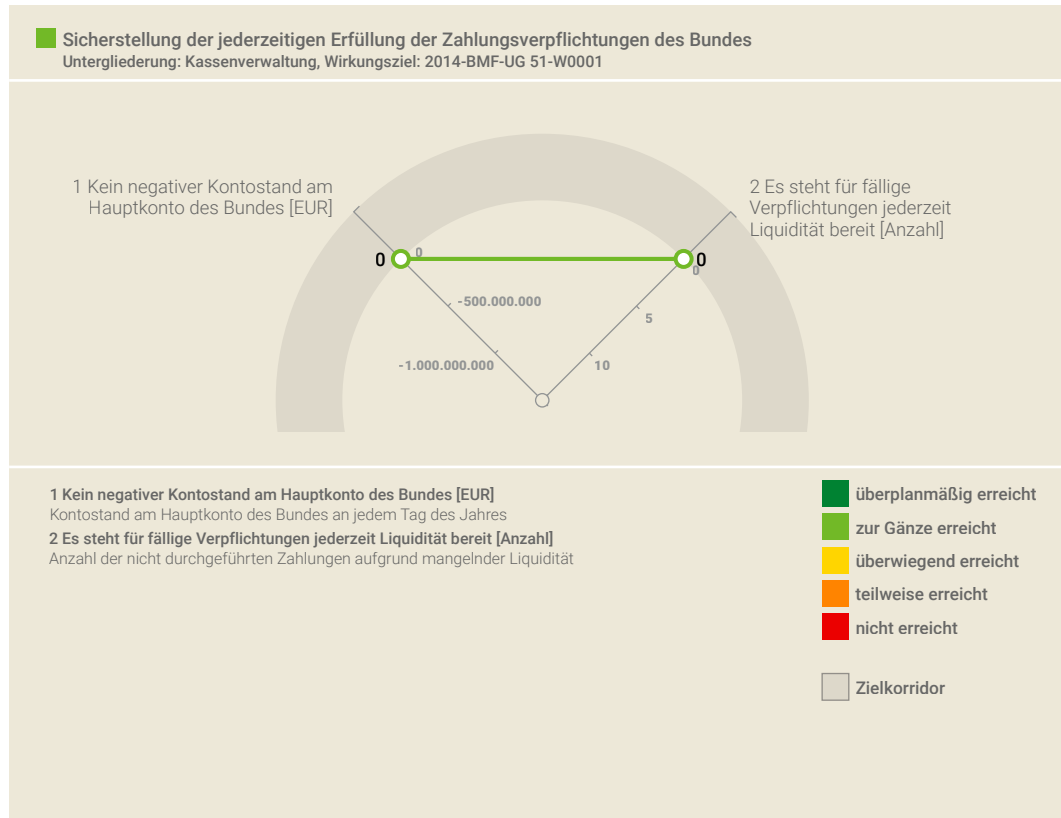 Sicherstellung der jederzeitigen Erfüllung der Zahlungsverpflichtungen des Bundes
Untergliederung: Kassenverwaltung, Wirkungsziel: 2014-BMF-UG 51-W0001
1 Kein negativer Kontostand am
Hauptkonto des Bundes [EUR]
2 Es steht für fällige
Verpflichtungen jederzeit
Liquidität bereit [Anzahl]
0
0
0
0
-500.000.000
5
-1.000.000.000
10
1 Kein negativer Kontostand am Hauptkonto des Bundes [EUR]
Kontostand am Hauptkonto des Bundes an jedem Tag des Jahres
2 Es steht für fällige Verpflichtungen jederzeit Liquidität bereit [Anzahl]
Anzahl der nicht durchgeführten Zahlungen aufgrund mangelnder Liquidität
überplanmäßig erreicht
zur Gänze erreicht
überwiegend erreicht
teilweise erreicht
nicht erreicht
Zielkorridor